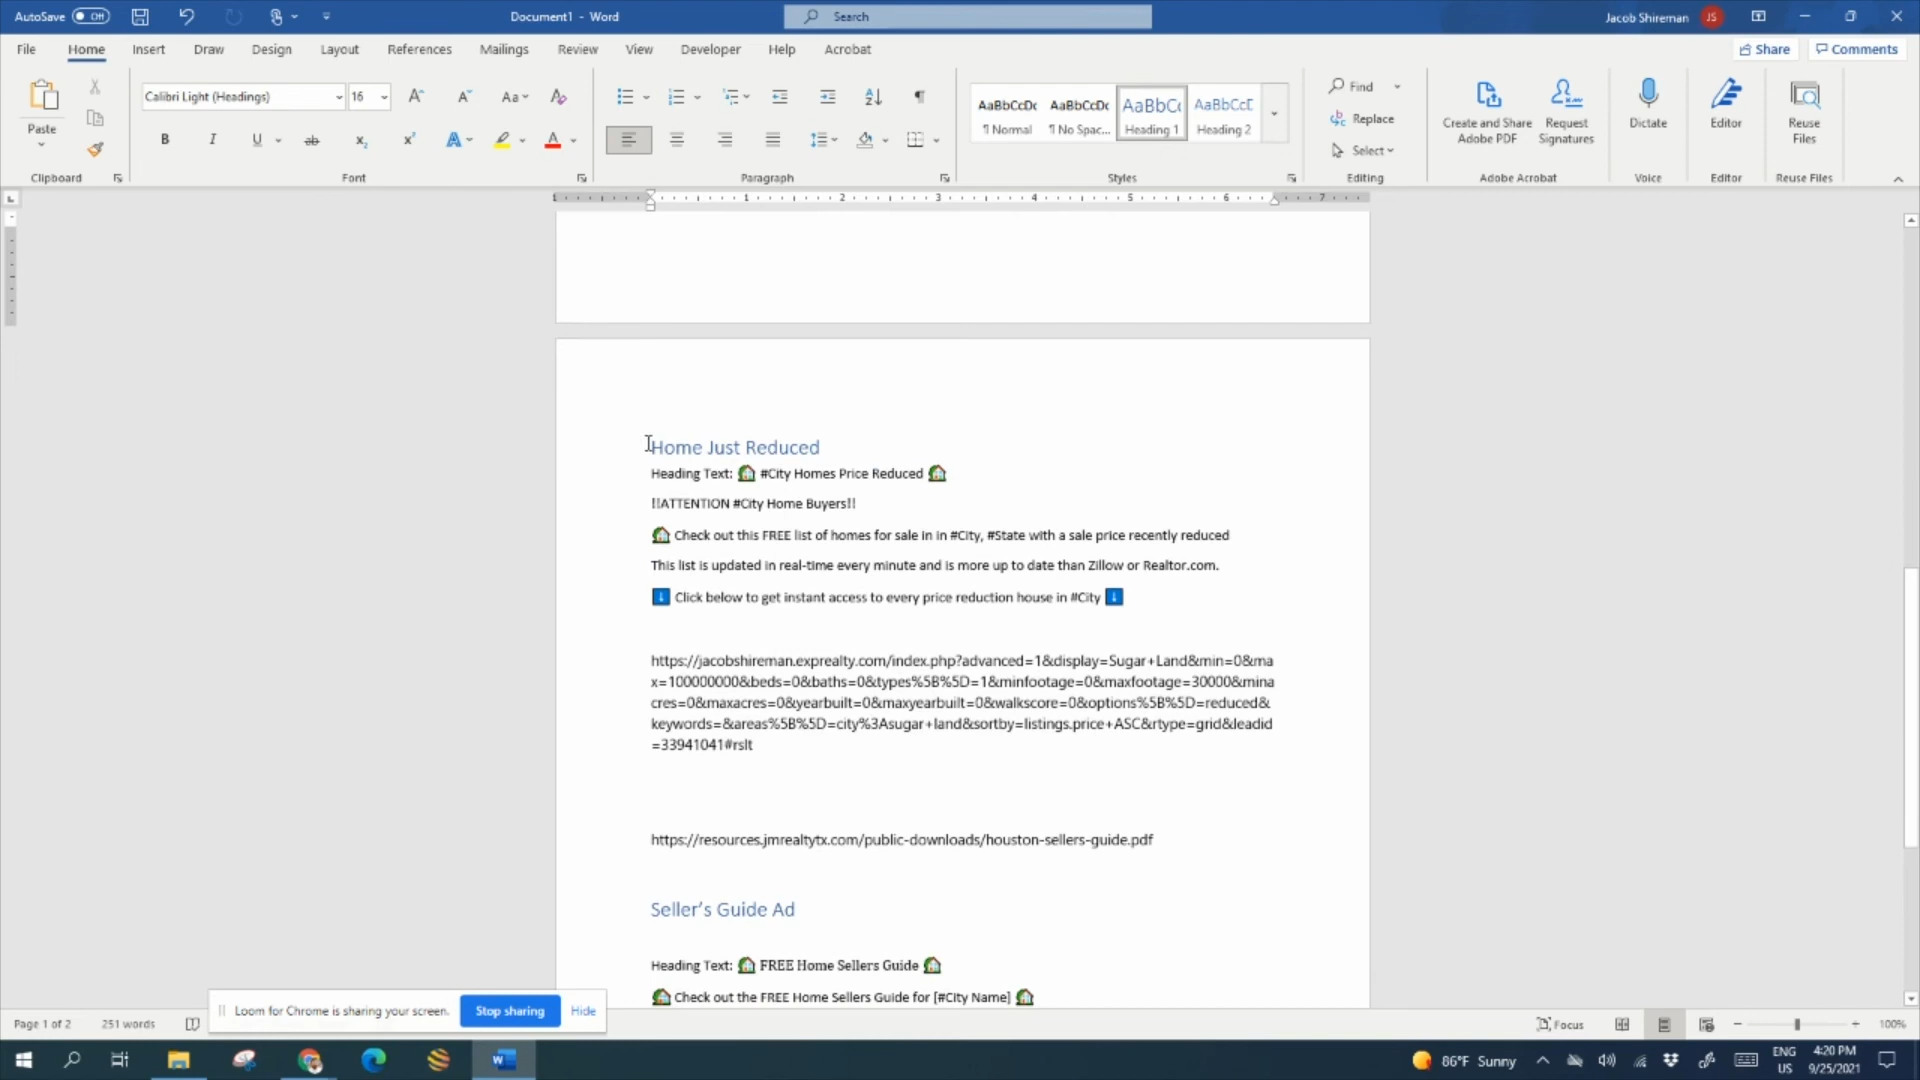 AutoSave Off
Document1 - Word
Search
Jacob Shireman JS
File Home Insert Draw Design Layout References Mailings Review View Developer Help Acrobat
Share Comments
Calibri Light (Headings) 16
Paste
AaBbCcDc AaBbCcDc AaBbC( AaBbCcE
¶ Normal ¶ No Spac... Heading 1 Heading 2
Find
Replace
Select
Create and Share
Adobe PDF
Request
Signatures
Dictate
Editor
Reuse
Files
Clipboard Font Paragraph Styles Editing Adobe Acrobat Voice Editor Reuse Files
1 1 2 3 4 5 6 7
Home Just Reduced
Heading Text: 🏠 #City Homes Price Reduced 🏠
!!ATTENTION #City Home Buyers!!
🏠 Check out this FREE list of homes for sale in in #City, #State with a sale price recently reduced
This list is updated in real-time every minute and is more up to date than Zillow or Realtor.com.
⬇ Click below to get instant access to every price reduction house in #City ⬇
https://jacobshireman.exprealty.com/index.php?advanced=1&display=Sugar+Land&min=0&ma
x=100000000&beds=0&baths=0&types%5B%5D=1&minfootage=0&maxfootage=30000&mina
cres=0&maxacres=0&yearbuilt=0&maxyearbuilt=0&walkscore=0&options%5B%5D=reduced&
keywords=&areas%5B%5D=city%3Asugar+land&sortby=listings.price+ASC&rtype=grid&leadid
=33941041#rslt
https://resources.jmrealtytx.com/public-downloads/houston-sellers-guide.pdf
Seller's Guide Ad
Heading Text: 🏠 FREE Home Sellers Guide 🏠
🏠 Check out the FREE Home Sellers Guide for [#City Name] 🏠
Loom for Chrome is sharing your screen. Stop sharing Hide
Page 1 of 2 251 words
Focus 100%
86°F Sunny
ENG
US
4:20 PM
9/25/2021